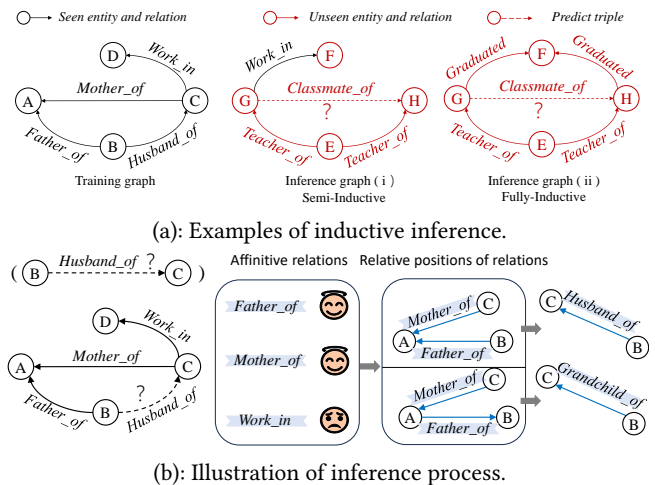 Seen entity and relation
Unseen entity and relation
Predict triple
D
Work_in
A
Mother_of
C
Father_of
B
Husband_of
Training graph
Work_in
F
G
Classmate_of
?
H
Teacher_of
E
Teacher_of
Inference graph (i)
Semi-Inductive
Graduated
F
Graduated
G
Classmate_of
?
H
Teacher_of
E
Teacher_of
Inference graph (ii)
Fully-Inductive
(a): Examples of inductive inference.
( B Husband_of ? C )
D
Work_in
A
Mother_of
C
?
Father_of
B
Husband_of
Affinitive relations
Father_of
Mother_of
Work_in
Relative positions of relations
Mother_of
C
A
B
Father_of
Mother_of
C
A
B
Father_of
C
Husband_of
B
C
Grandchild_of
B
(b): Illustration of inference process.